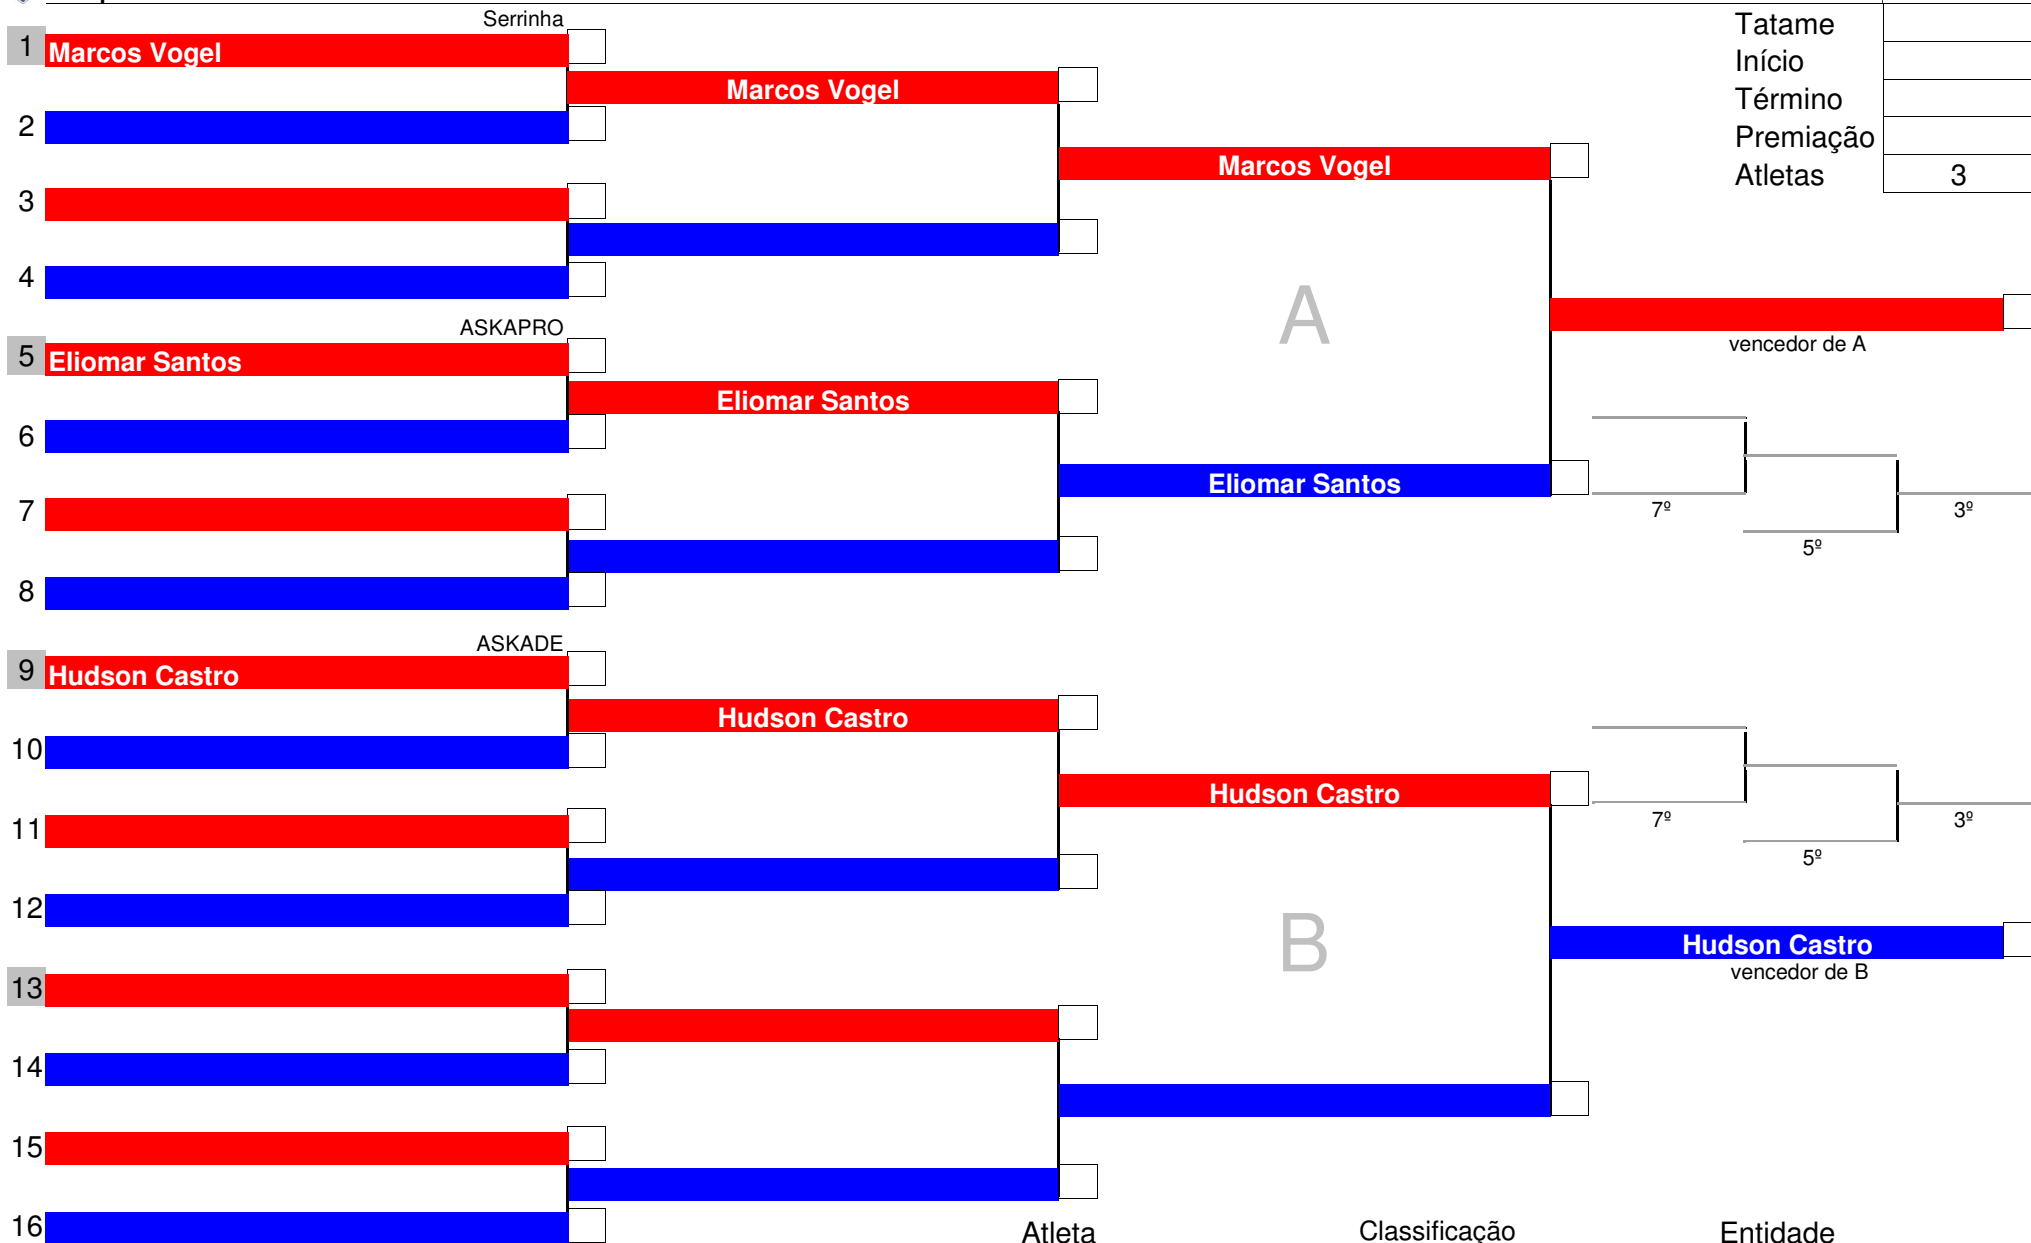 Serrinha
1 Marcos Vogel
Marcos Vogel
2
Marcos Vogel
3
4
ASKAPRO
5 Eliomar Santos
Eliomar Santos
6
Eliomar Santos
7
8
A
vencedor de A
Tatame
Início
Término
Premiação
Atletas 3
7º
5º
3º
ASKADE
9 Hudson Castro
Hudson Castro
10
Hudson Castro
11
12
B
7º
5º
3º
Hudson Castro
vencedor de B
13
14
15
16
Atleta Classificação Entidade